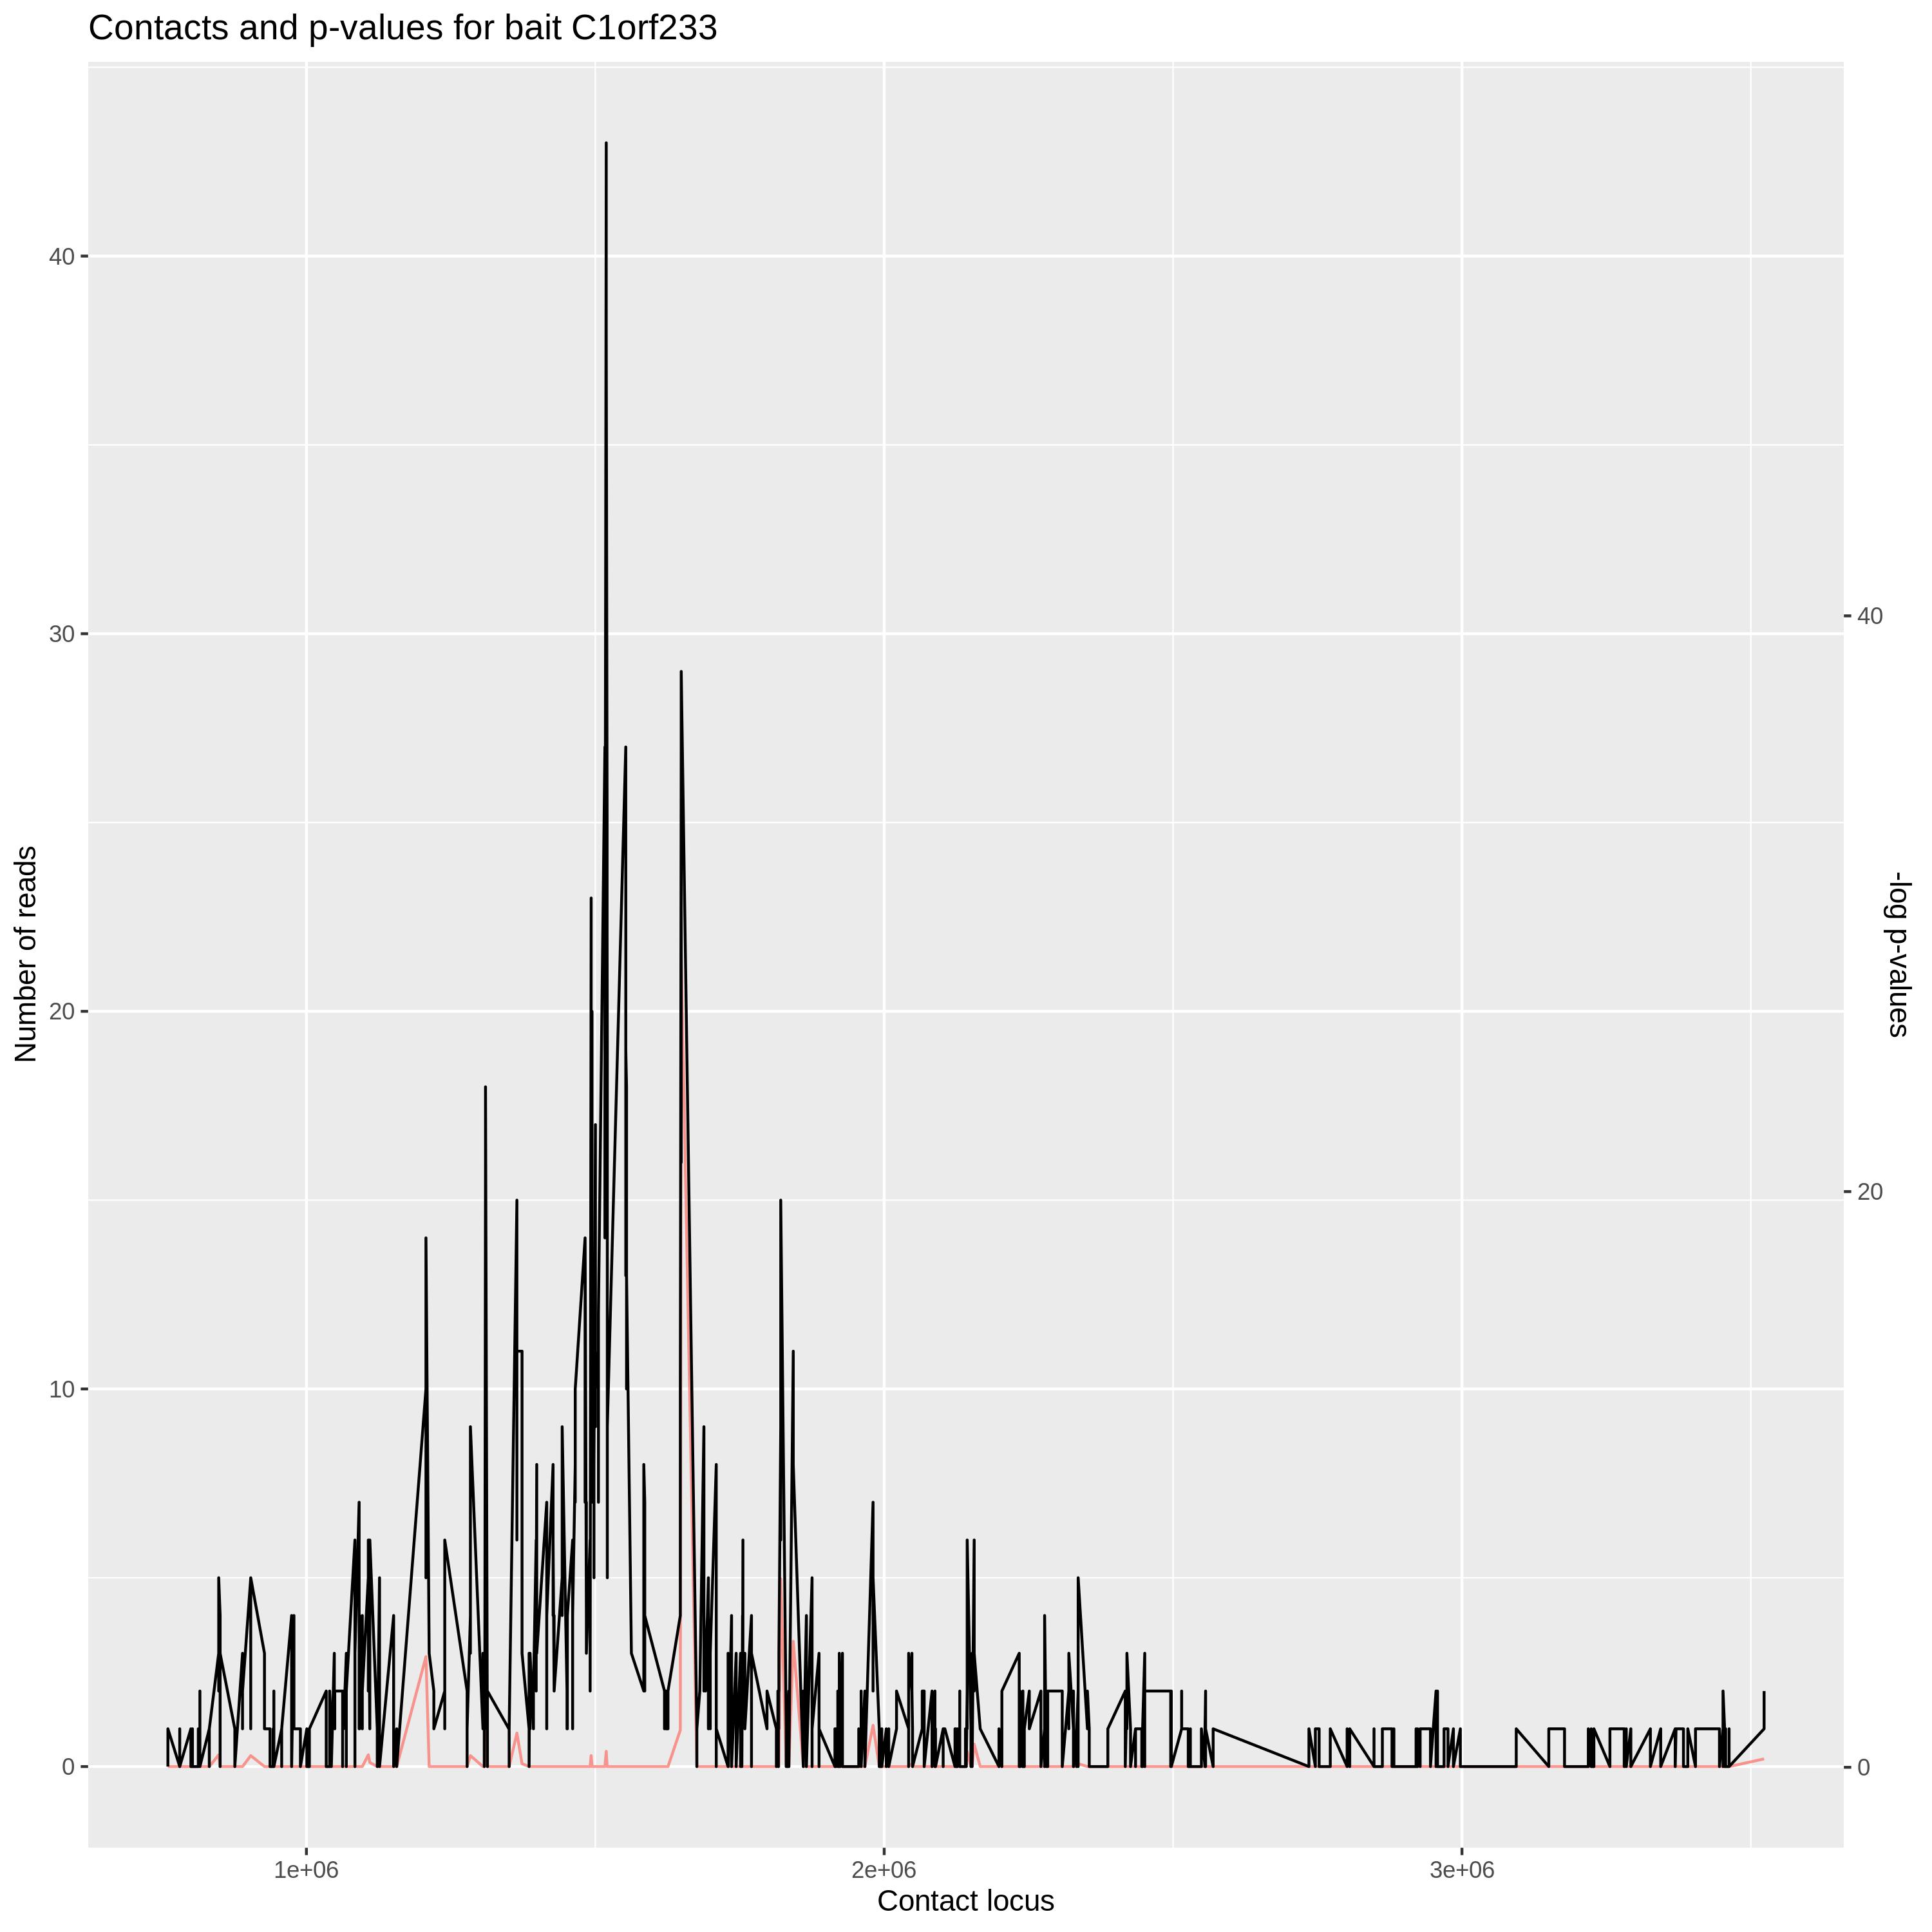 Contacts and p-values for bait C1orf233
40
30
20
10
0
Number of reads
40
20
0
-log p-values
1e+06 2e+06 3e+06
Contact locus